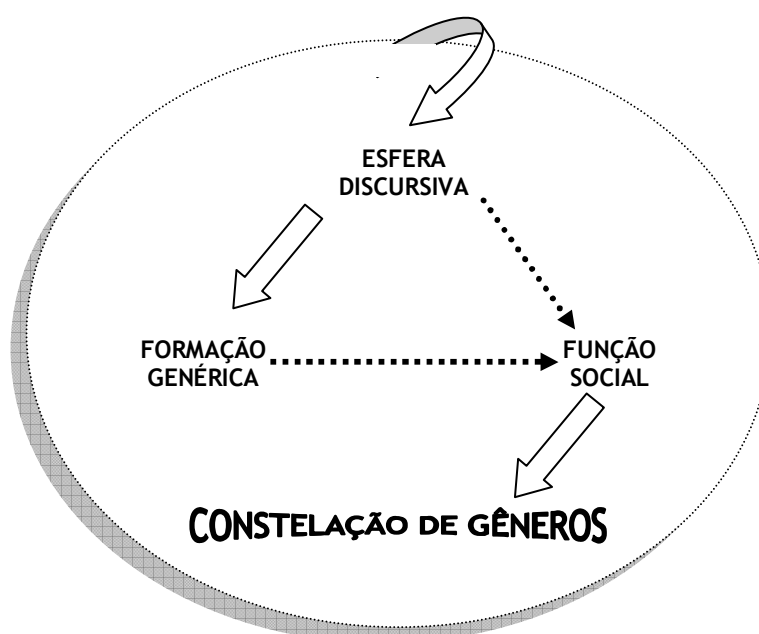 ESFERA
DISCURSIVA
FORMAÇÃO
GENÉRICA
FUNÇÃO
SOCIAL
CONSTELAÇÃO DE GÊNEROS